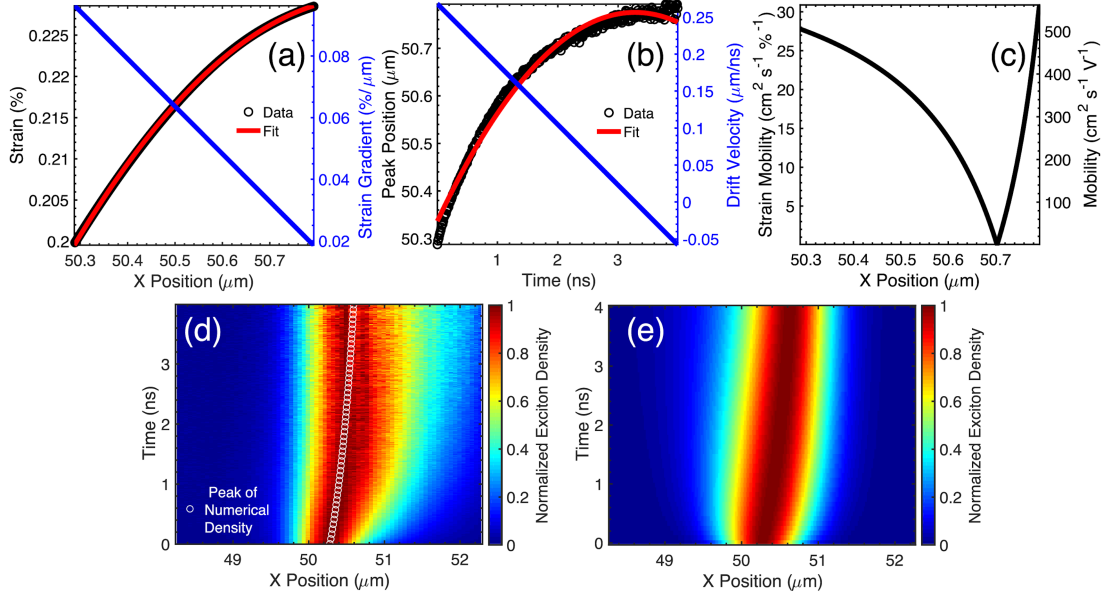 (a)
Strain (%)
0.225
0.22
0.215
0.21
0.205
0.2
50.3 50.4 50.5 50.6 50.7
X Position (μm)
Data
Fit
0.08
0.06
0.04
0.02
Strain Gradient (%/μm)
(b)
Peak Position (μm)
50.7
50.6
50.5
50.4
50.3
1 2 3
Time (ns)
Data
Fit
0.25
0.2
0.15
0.1
0.05
0
-0.05
Drift Velocity (μm/ns)
(c)
Strain Mobility (cm² s⁻¹ %⁻¹)
30
25
20
15
10
5
50.3 50.4 50.5 50.6 50.7
X Position (μm)
500
400
300
200
100
Mobility (cm² s⁻¹ V⁻¹)
(d)
Time (ns)
3
2
1
0
Peak of
Numerical
Density
49 50 51 52
X Position (μm)
1
0.8
0.6
0.4
0.2
0
Normalized Exciton Density
(e)
Time (ns)
4
3
2
1
0
49 50 51 52
X Position (μm)
1
0.8
0.6
0.4
0.2
0
Normalized Exciton Density